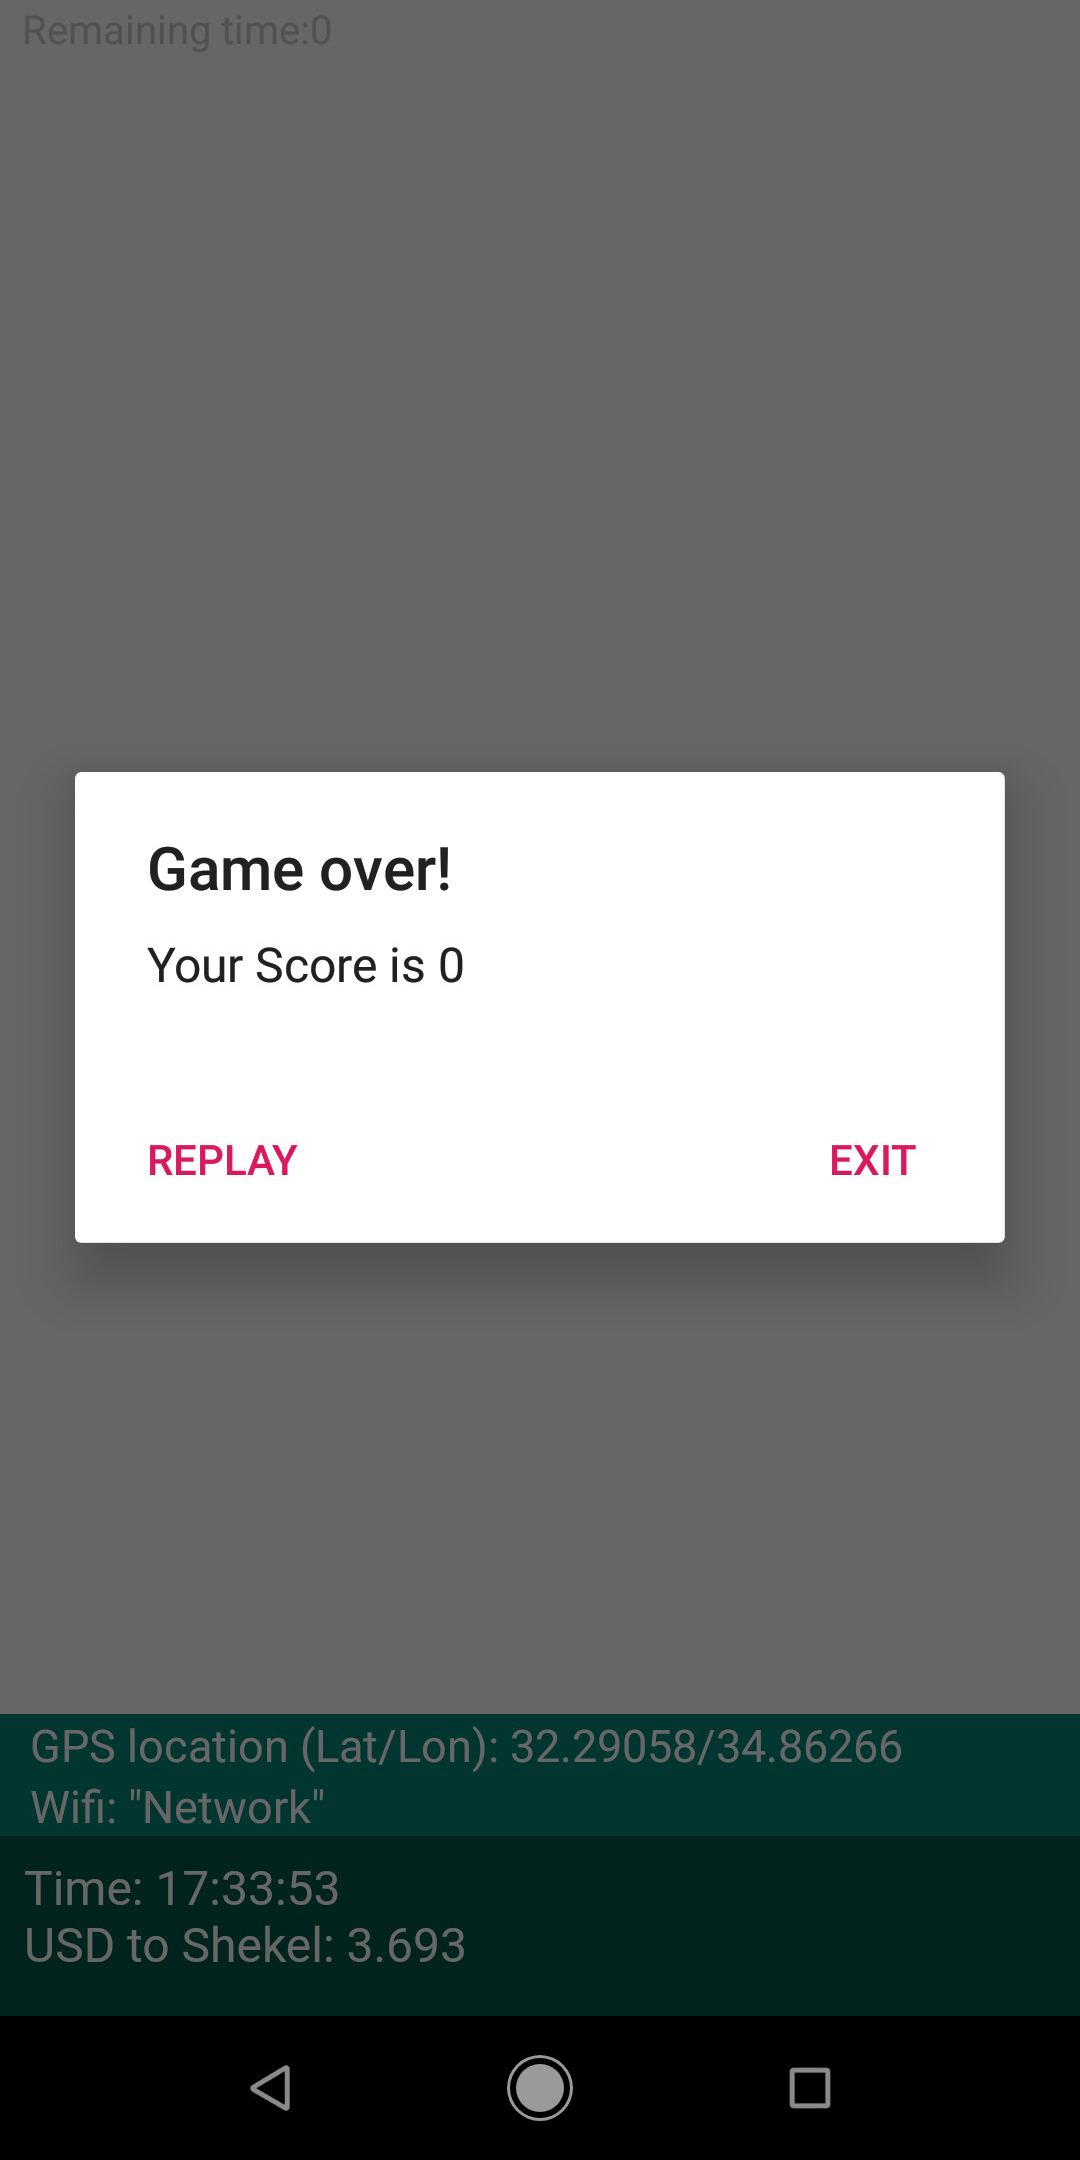 Remaining time:0
Game over!
Your Score is 0
REPLAY EXIT
GPS location (Lat/Lon): 32.29058/34.86266
Wifi: "Network"
Time: 17:33:53
USD to Shekel: 3.693